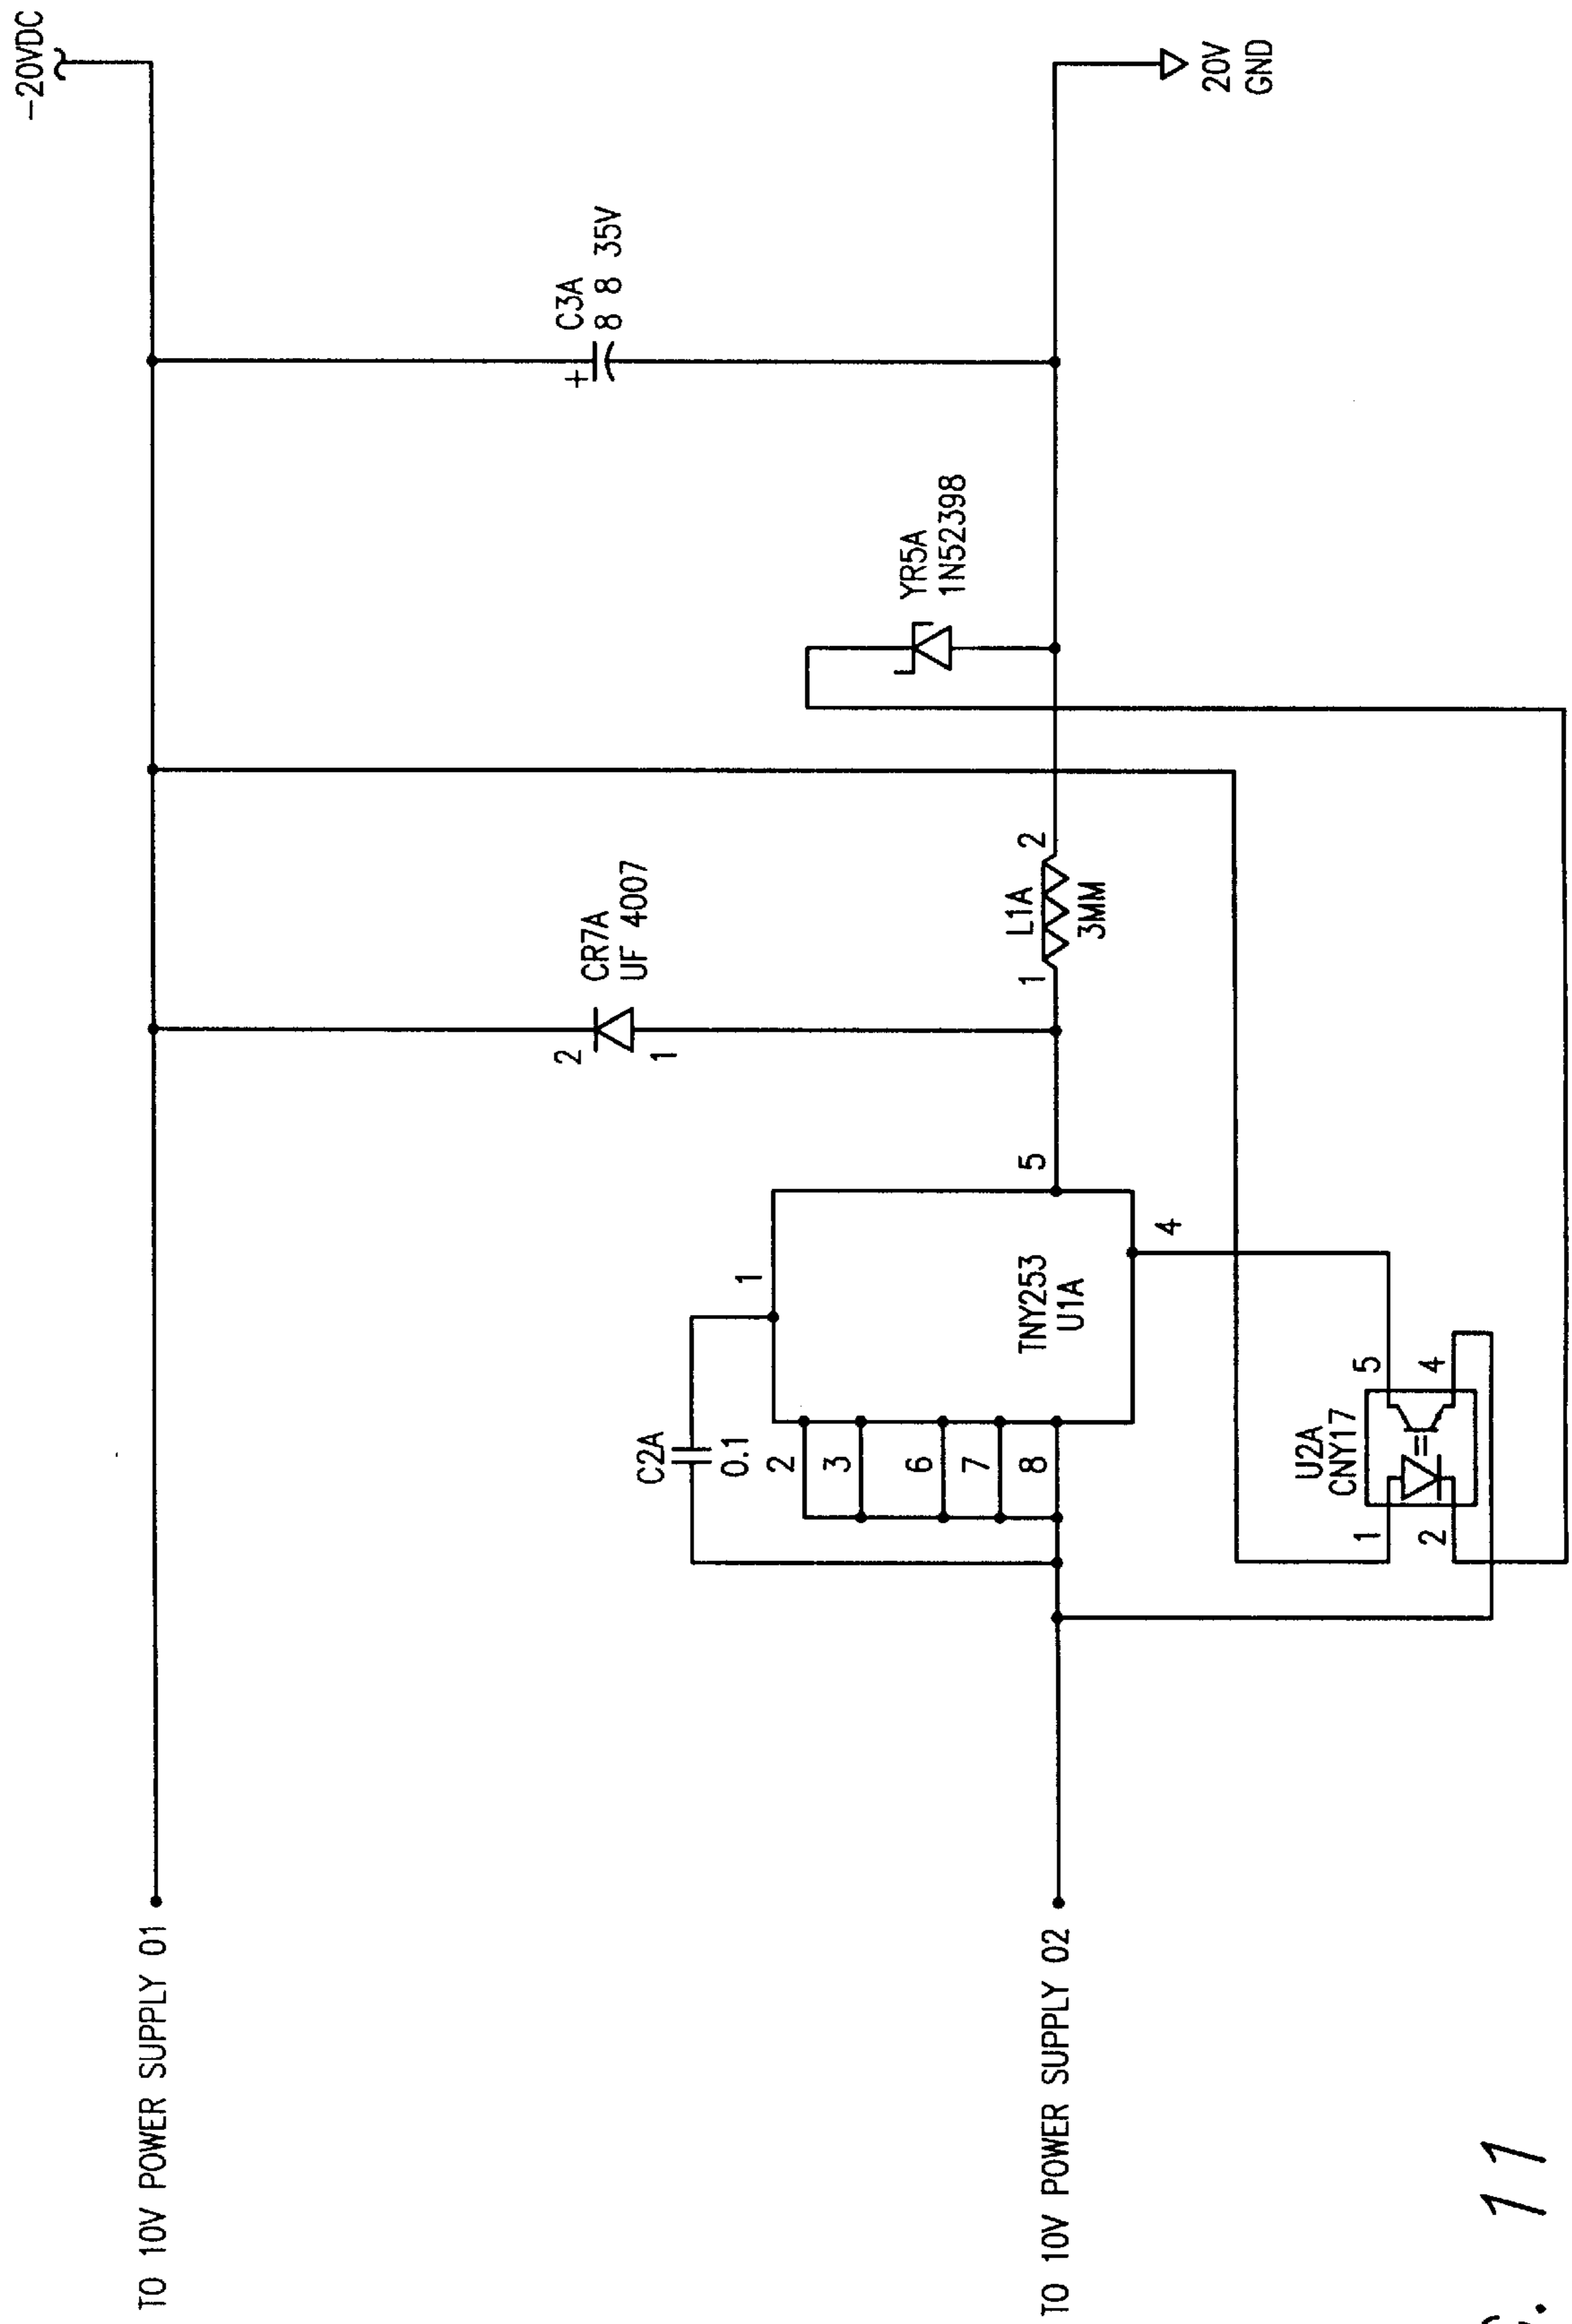 -20VDC
C3A
8 8 35V
20V
GND
YR5A
1N52398
CR7A
UF 4007
2
1
L1A
1
2
3MM
5
4
1
TNY253
U1A
C2A
0.1
2
3
6
7
8
U2A
CNY17
5
4
1
2
TO 10V POWER SUPPLY 01
TO 10V POWER SUPPLY 02
11